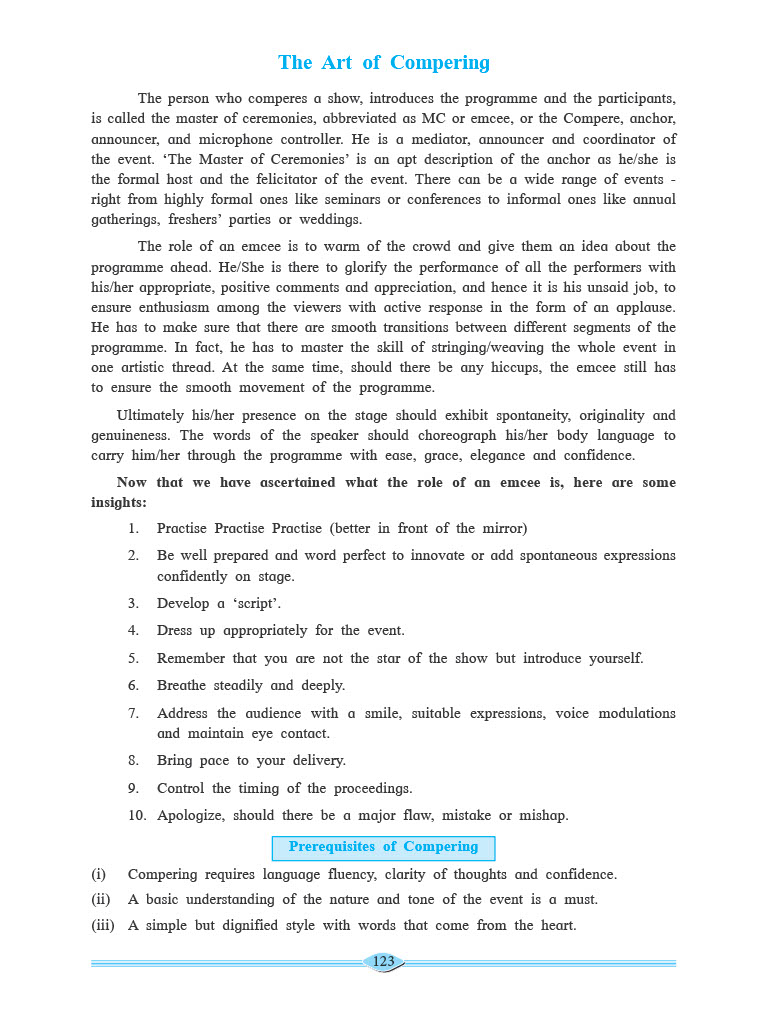 The Art of Compering
The person who comperes a show, introduces the programme and the participants,
is called the master of ceremonies, abbreviated as MC or emcee, or the Compere, anchor,
announcer, and microphone controller. He is a mediator, announcer and coordinator of
the event. ‘The Master of Ceremonies’ is an apt description of the anchor as he/she is
the formal host and the felicitator of the event. There can be a wide range of events -
right from highly formal ones like seminars or conferences to informal ones like annual
gatherings, freshers’ parties or weddings.
The role of an emcee is to warm of the crowd and give them an idea about the
programme ahead. He/She is there to glorify the performance of all the performers with
his/her appropriate, positive comments and appreciation, and hence it is his unsaid job, to
ensure enthusiasm among the viewers with active response in the form of an applause.
He has to make sure that there are smooth transitions between different segments of the
programme. In fact, he has to master the skill of stringing/weaving the whole event in
one artistic thread. At the same time, should there be any hiccups, the emcee still has
to ensure the smooth movement of the programme.
Ultimately his/her presence on the stage should exhibit spontaneity, originality and
genuineness. The words of the speaker should choreograph his/her body language to
carry him/her through the programme with ease, grace, elegance and confidence.
Now that we have ascertained what the role of an emcee is, here are some
insights:
1. Practise Practise Practise (better in front of the mirror)
2. Be well prepared and word perfect to innovate or add spontaneous expressions
confidently on stage.
3. Develop a ‘script’.
4. Dress up appropriately for the event.
5. Remember that you are not the star of the show but introduce yourself.
6. Breathe steadily and deeply.
7. Address the audience with a smile, suitable expressions, voice modulations
and maintain eye contact.
8. Bring pace to your delivery.
9. Control the timing of the proceedings.
10. Apologize, should there be a major flaw, mistake or mishap.
Prerequisites of Compering
(i) Compering requires language fluency, clarity of thoughts and confidence.
(ii) A basic understanding of the nature and tone of the event is a must.
(iii) A simple but dignified style with words that come from the heart.
123